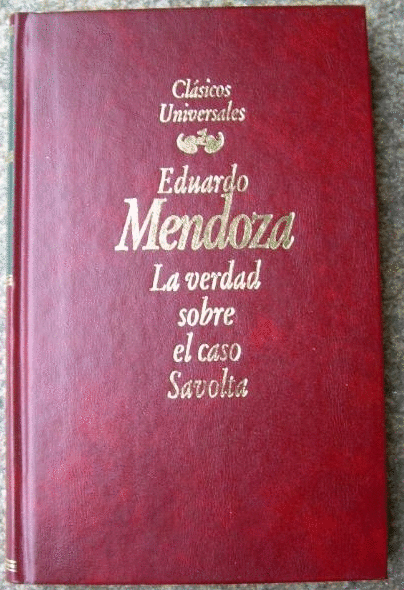 Clásicos
Universales
Eduardo
Mendoza
La verdad
sobre
el caso
Savolta